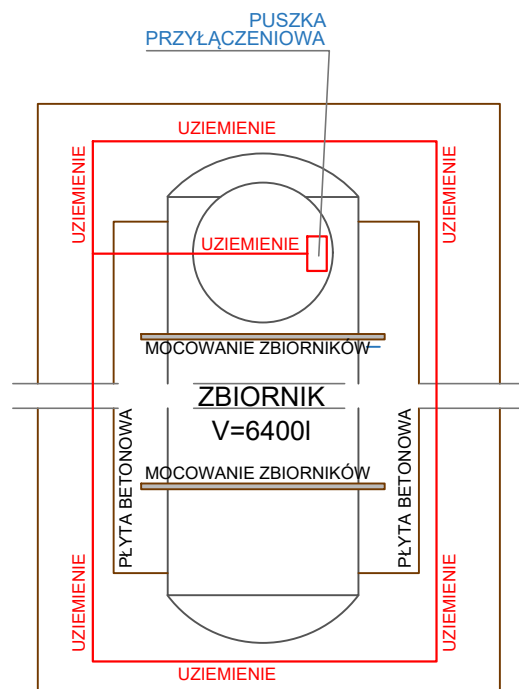 PUSZKA
PRZYŁĄCZENIOWA
UZIEMIENIE
UZIEMIENIE
UZIEMIENIE
UZIEMIENIE
MOCOWANIE ZBIORNIKÓW
ZBIORNIK
V=6400l
MOCOWANIE ZBIORNIKÓW
PŁYTA BETONOWA
PŁYTA BETONOWA
UZIEMIENIE
UZIEMIENIE
UZIEMIENIE